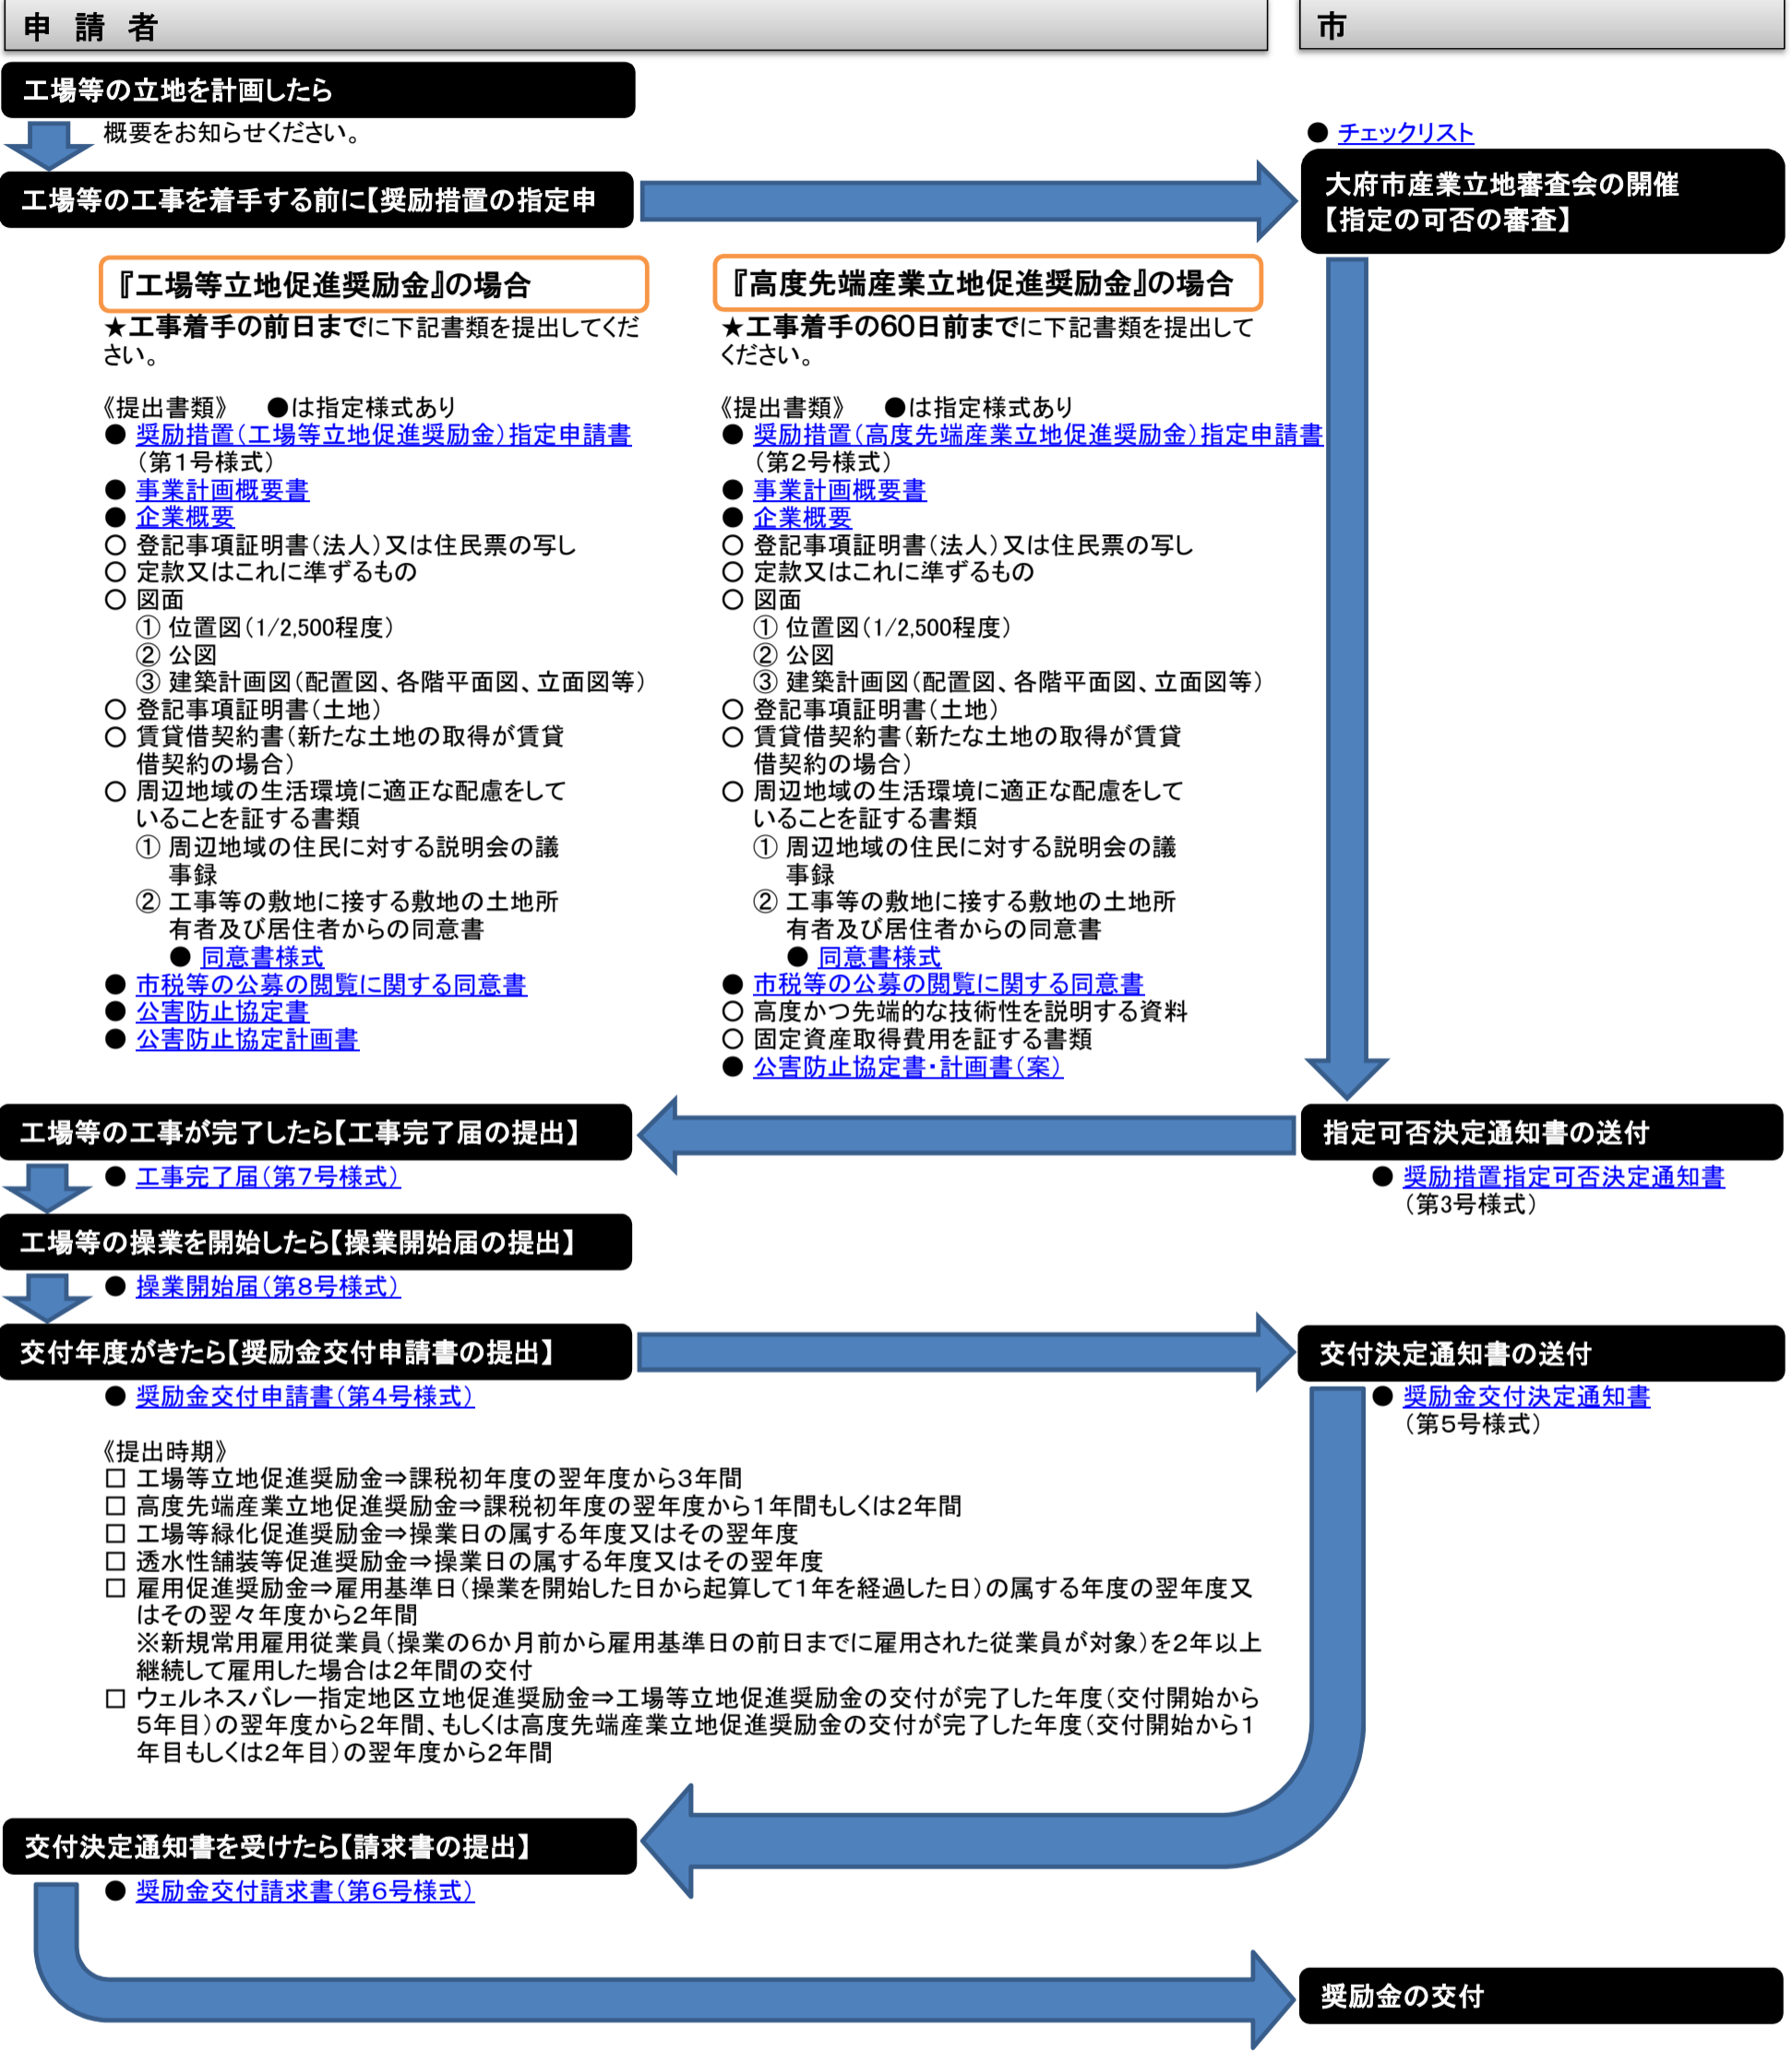 申 請 者
市
工場等の立地を計画したら
概要をお知らせください。
● チェックリスト
工場等の工事を着手する前に【奨励措置の指定申
大府市産業立地審査会の開催
【指定の可否の審査】
『工場等立地促進奨励金』の場合
★工事着手の前日までに下記書類を提出してくだ
さい。
《提出書類》 ●は指定様式あり
● 奨励措置（工場等立地促進奨励金）指定申請書
（第１号様式）
● 事業計画概要書
● 企業概要
○ 登記事項証明書（法人）又は住民票の写し
○ 定款又はこれに準ずるもの
○ 図面
① 位置図（1/2,500程度）
② 公図
③ 建築計画図（配置図、各階平面図、立面図等）
○ 登記事項証明書（土地）
○ 賃貸借契約書（新たな土地の取得が賃貸
借契約の場合）
○ 周辺地域の生活環境に適正な配慮をして
いることを証する書類
① 周辺地域の住民に対する説明会の議
事録
② 工事等の敷地に接する敷地の土地所
有者及び居住者からの同意書
● 同意書様式
● 市税等の公募の閲覧に関する同意書
● 公害防止協定書
● 公害防止協定計画書
『高度先端産業立地促進奨励金』の場合
★工事着手の60日前までに下記書類を提出して
ください。
《提出書類》 ●は指定様式あり
● 奨励措置（高度先端産業立地促進奨励金）指定申請書
（第２号様式）
● 事業計画概要書
● 企業概要
○ 登記事項証明書（法人）又は住民票の写し
○ 定款又はこれに準ずるもの
○ 図面
① 位置図（1/2,500程度）
② 公図
③ 建築計画図（配置図、各階平面図、立面図等）
○ 登記事項証明書（土地）
○ 賃貸借契約書（新たな土地の取得が賃貸
借契約の場合）
○ 周辺地域の生活環境に適正な配慮をして
いることを証する書類
① 周辺地域の住民に対する説明会の議
事録
② 工事等の敷地に接する敷地の土地所
有者及び居住者からの同意書
● 同意書様式
● 市税等の公募の閲覧に関する同意書
○ 高度かつ先端的な技術性を説明する資料
○ 固定資産取得費用を証する書類
● 公害防止協定書・計画書（案）
工場等の工事が完了したら【工事完了届の提出】
指定可否決定通知書の送付
● 工事完了届（第７号様式）
● 奨励措置指定可否決定通知書
（第3号様式）
工場等の操業を開始したら【操業開始届の提出】
● 操業開始届（第８号様式）
交付年度がきたら【奨励金交付申請書の提出】
交付決定通知書の送付
● 奨励金交付申請書（第４号様式）
● 奨励金交付決定通知書
（第５号様式）
《提出時期》
□ 工場等立地促進奨励金⇒課税初年度の翌年度から３年間
□ 高度先端産業立地促進奨励金⇒課税初年度の翌年度から１年間もしくは２年間
□ 工場等緑化促進奨励金⇒操業日の属する年度又はその翌年度
□ 透水性舗装等促進奨励金⇒操業日の属する年度又はその翌年度
□ 雇用促進奨励金⇒雇用基準日（操業を開始した日から起算して１年を経過した日）の属する年度の翌年度又
はその翌々年度から２年間
※新規常用雇用従業員（操業の６か月前から雇用基準日の前日までに雇用された従業員が対象）を２年以上
継続して雇用した場合は２年間の交付
□ ウェルネスバレー指定地区立地促進奨励金⇒工場等立地促進奨励金の交付が完了した年度（交付開始から
５年目）の翌年度から２年間、もしくは高度先端産業立地促進奨励金の交付が完了した年度（交付開始から１
年目もしくは２年目）の翌年度から２年間
交付決定通知書を受けたら【請求書の提出】
● 奨励金交付請求書（第６号様式）
奨励金の交付